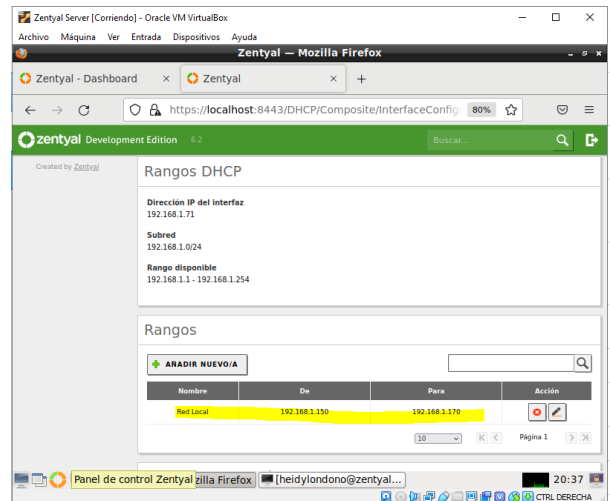 Zentyal Server [Corriendo] - Oracle VM VirtualBox
Archivo Máquina Ver Entrada Dispositivos Ayuda
Zentyal — Mozilla Firefox
Zentyal - Dashboard × Zentyal × +
https://localhost:8443/DHCP/Composite/InterfaceConfig 80%
zentyal Development Edition 6.2 Buscar...
Created by Zentyal
Rangos DHCP
Dirección IP del interfaz
192.168.1.71
Subred
192.168.1.0/24
Rango disponible
192.168.1.1 - 192.168.1.254
Rangos
AÑADIR NUEVO/A
Nombre De Para Acción
Red Local 192.168.1.150 192.168.1.170
10 Página 1
Panel de control Zentyal zilla Firefox [heidylondono@zentyal... 20:37
CTRL DERECHA